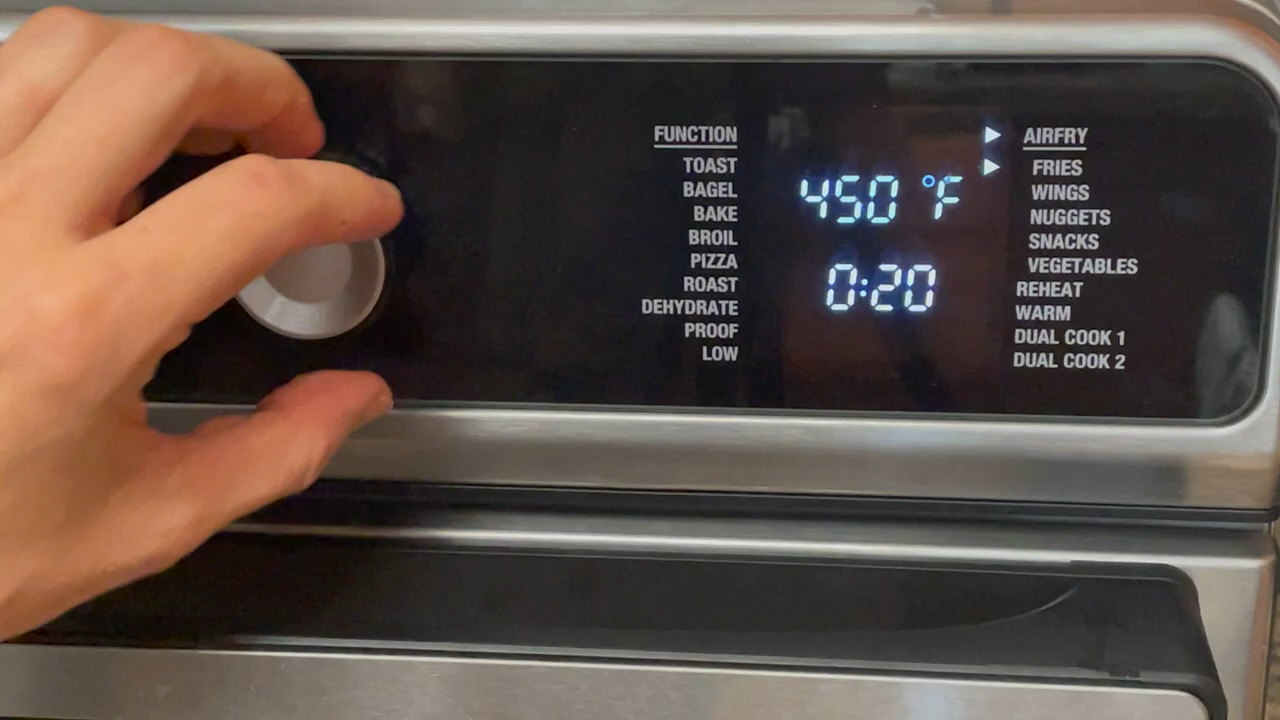 FUNCTION
TOAST
BAGEL
BAKE
BROIL
PIZZA
ROAST
DEHYDRATE
PROOF
LOW
450 °F
0:20
AIRFRY
FRIES
WINGS
NUGGETS
SNACKS
VEGETABLES
REHEAT
WARM
DUAL COOK 1
DUAL COOK 2